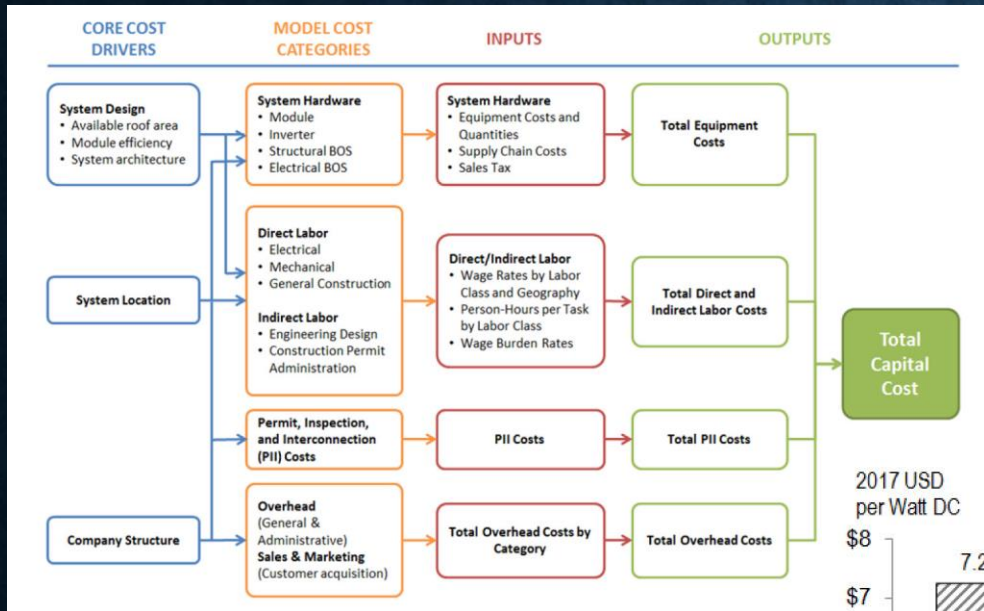 CORE COST
DRIVERS
MODEL COST
CATEGORIES
INPUTS
OUTPUTS
System Design
• Available roof area
• Module efficiency
• System architecture
System Hardware
• Module
• Inverter
• Structural BOS
• Electrical BOS
System Hardware
• Equipment Costs and
Quantities
• Supply Chain Costs
• Sales Tax
Total Equipment
Costs
System Location
Direct Labor
• Electrical
• Mechanical
• General Construction
Indirect Labor
• Engineering Design
• Construction Permit
Administration
Direct/Indirect Labor
• Wage Rates by Labor
Class and Geography
• Person-Hours per Task
by Labor Class
• Wage Burden Rates
Total Direct and
Indirect Labor Costs
Total
Capital
Cost
Permit, Inspection,
and Interconnection
(PII) Costs
PII Costs
Total PII Costs
Company Structure
Overhead
(General &
Administrative)
Sales & Marketing
(Customer acquisition)
Total Overhead Costs by
Category
Total Overhead Costs
2017 USD
per Watt DC
$8
7.2
$7